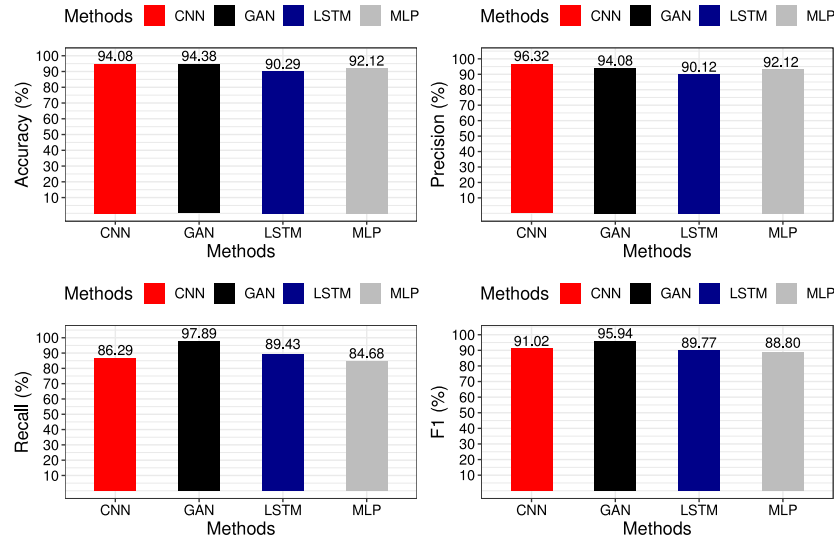 Methods CNN GAN LSTM MLP
100
90
80
70
60
50
40
30
20
10
Accuracy (%)
94.08 94.38 90.29 92.12
CNN GAN LSTM MLP
Methods
Methods CNN GAN LSTM MLP
100
90
80
70
60
50
40
30
20
10
Precision (%)
96.32 94.08 90.12 92.12
CNN GAN LSTM MLP
Methods
Methods CNN GAN LSTM MLP
100
90
80
70
60
50
40
30
20
10
Recall (%)
86.29 97.89 89.43 84.68
CNN GAN LSTM MLP
Methods
Methods CNN GAN LSTM MLP
100
90
80
70
60
50
40
30
20
10
F1 (%)
91.02 95.94 89.77 88.80
CNN GAN LSTM MLP
Methods